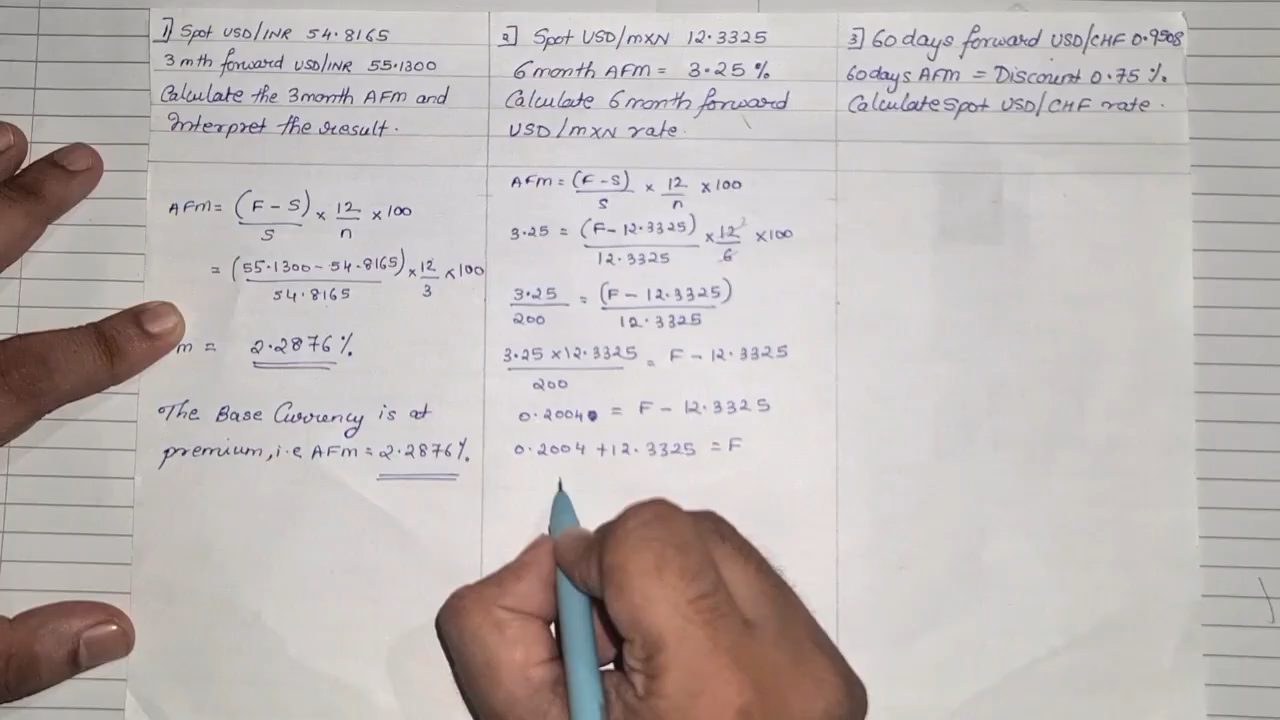 1] Spot USD/INR 54.8165
3 mth forward USD/INR 55.1300
Calculate the 3month AFM and
Interpret the result.
AFM = (F - S)/S × 12/n × 100
= (55.1300 - 54.8165)/54.8165 × 12/3 × 100
m = 2.2876%
The Base Currency is at
premium, i.e AFM = 2.2876%.
2] Spot USD/MXN 12.3325
6 month AFM = 3.25 %
Calculate 6 month forward
USD/MXN rate.
AFM = (F - S)/S × 12/n × 100
3.25 = (F - 12.3325)/12.3325 × 12/6 2 × 100
3.25/200 = (F - 12.3325)/12.3325
3.25 × 12.3325/200 = F - 12.3325
0.2004 = F - 12.3325
0.2004 + 12.3325 = F
3] 60 days forward USD/CHF 0.9508
60 days AFM = Discount 0.75 %.
Calculate Spot USD/CHF rate.